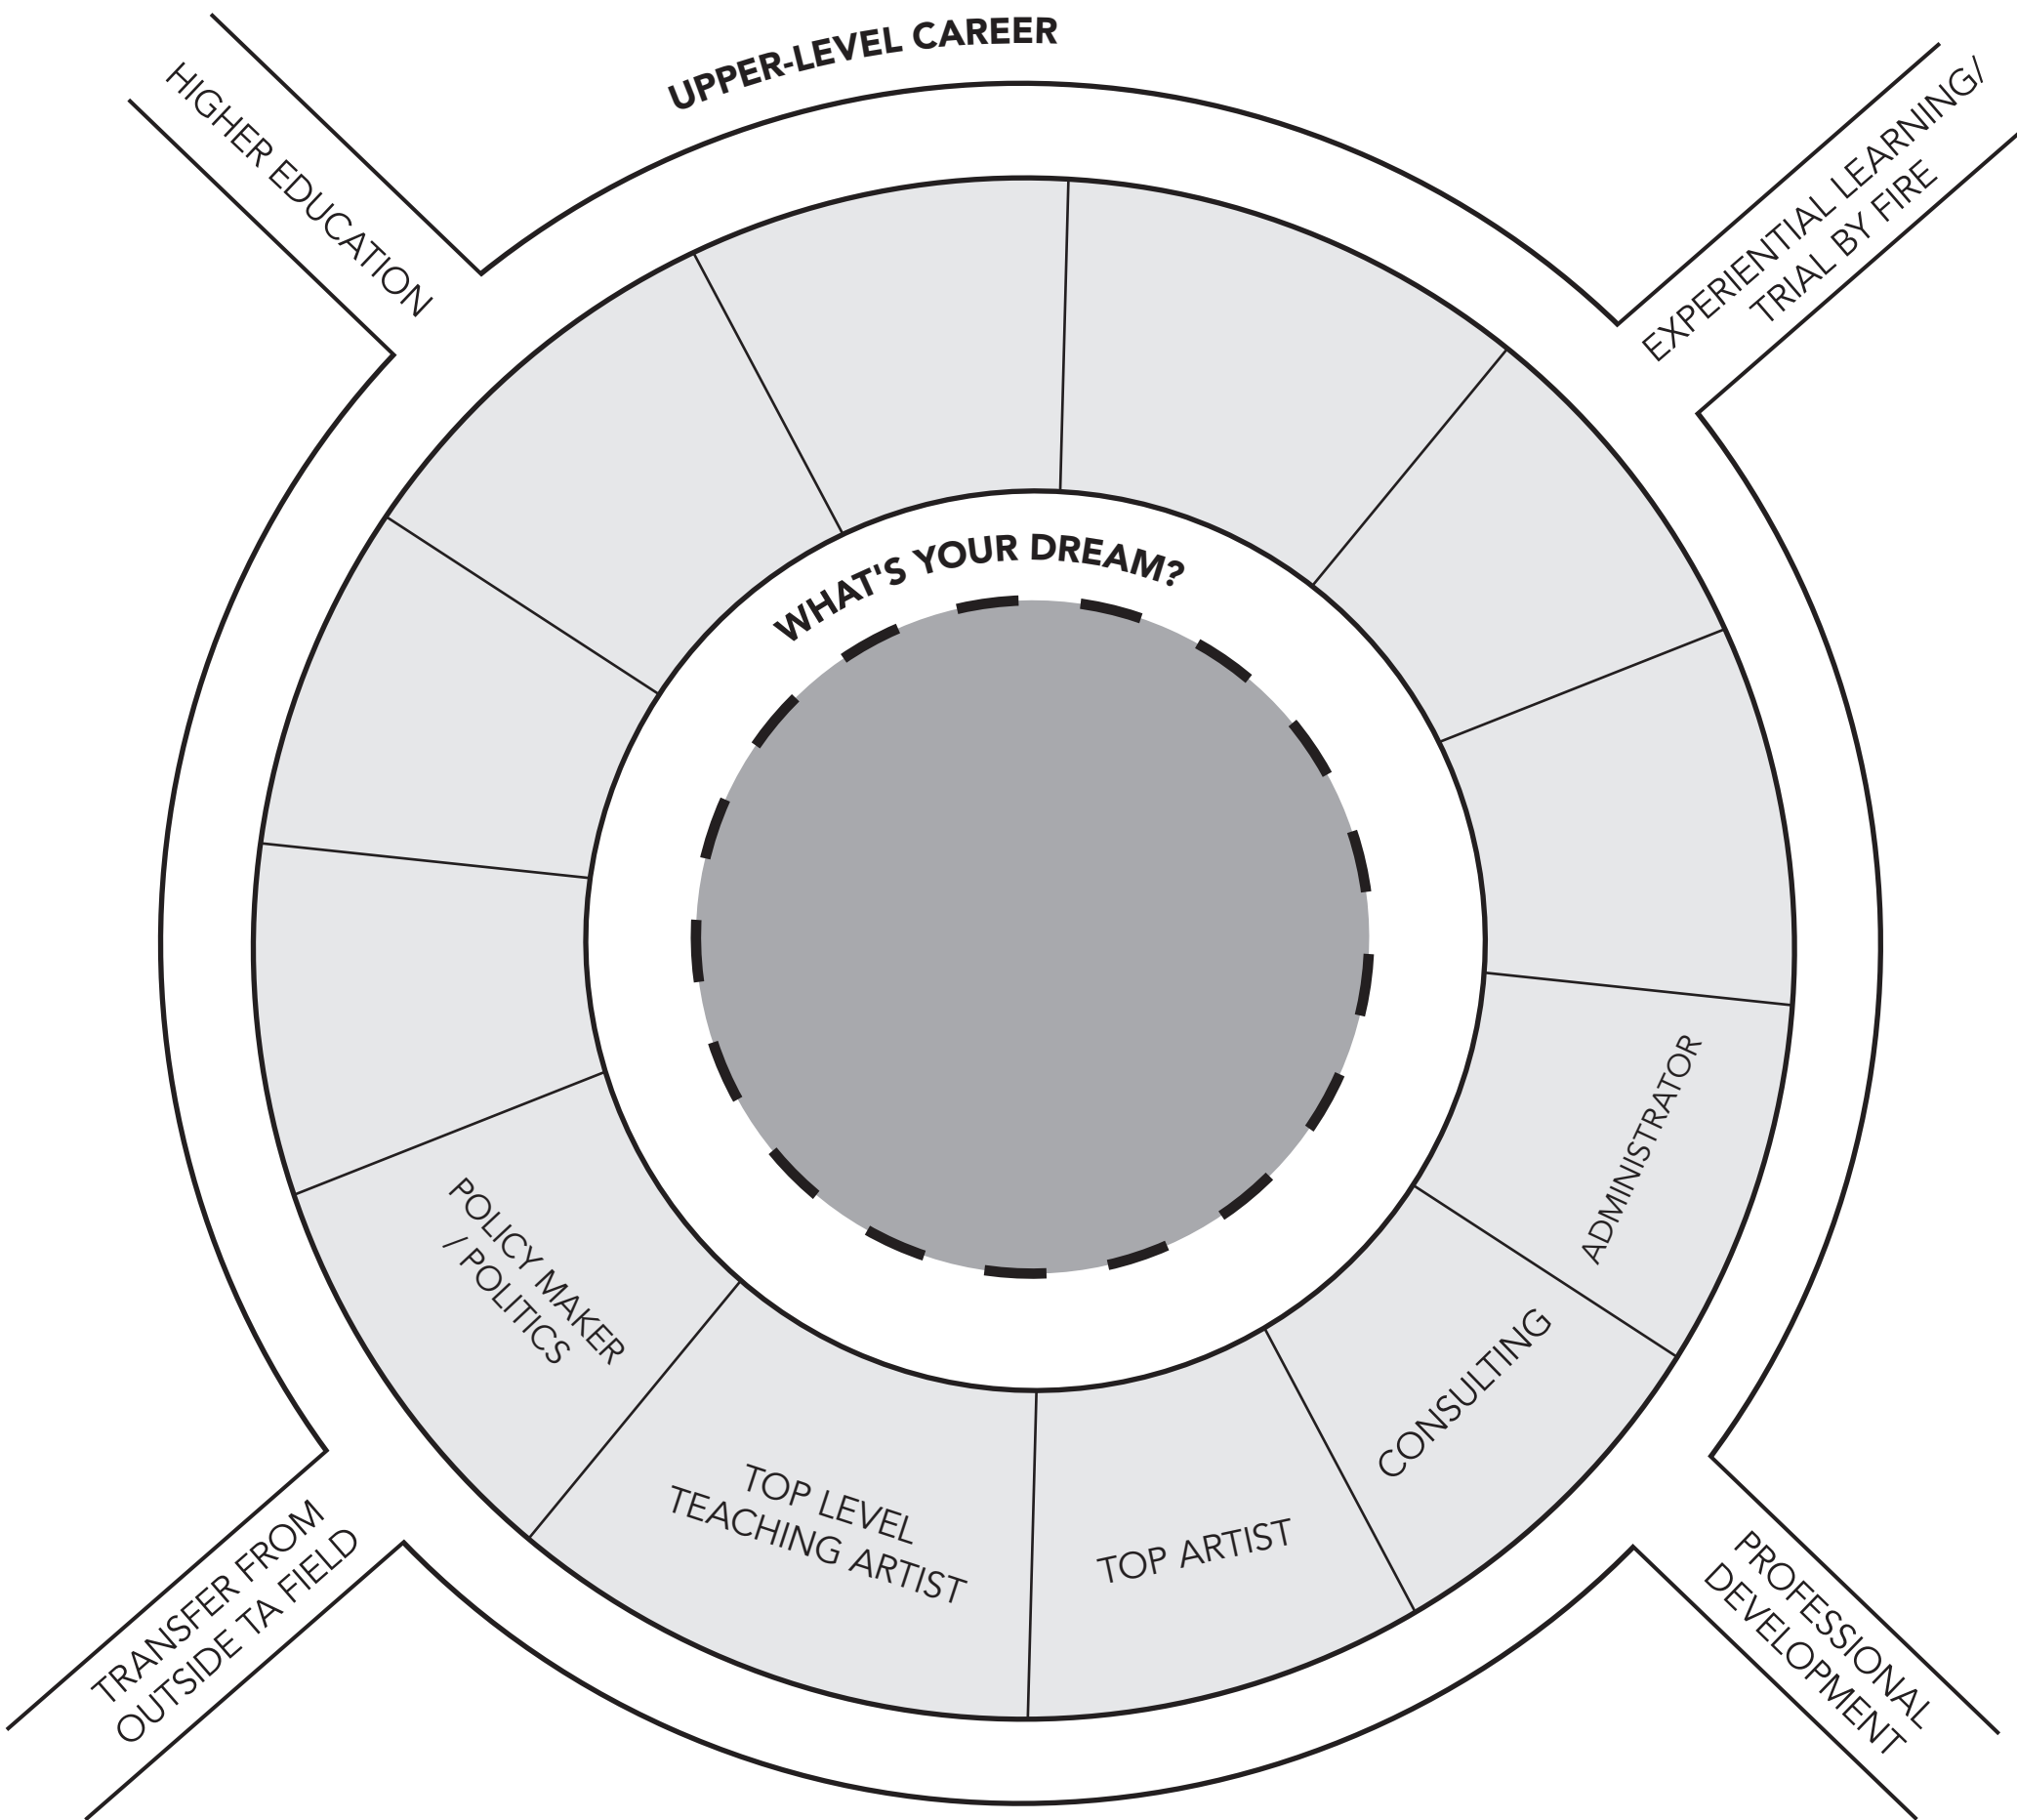 UPPER-LEVEL CAREER
HIGHER EDUCATION
EXPERIENTIAL LEARNING/
TRIAL BY FIRE
WHAT'S YOUR DREAM?
ADMINISTRATOR
CONSULTING
TOP ARTIST
TOP LEVEL
TEACHING ARTIST
POLICY MAKER
/ POLITICS
TRANSFER FROM
OUTSIDE TA FIELD
PROFESSIONAL
DEVELOPMENT